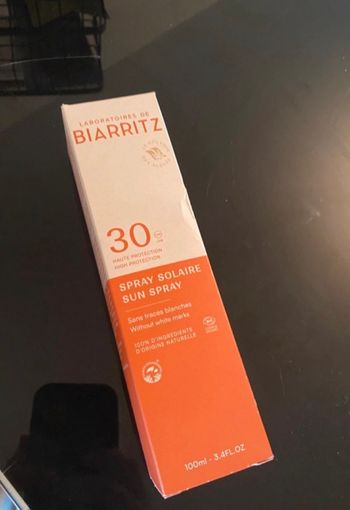 LABORATOIRES DE
BIARRITZ
30
HAUTE PROTECTION
HIGH PROTECTION
SPRAY SOLAIRE
SUN SPRAY
Sans traces blanches
Without white marks
100% D'INGRÉDIENTS
D'ORIGINE NATURELLE
100ml - 3.4FL.OZ